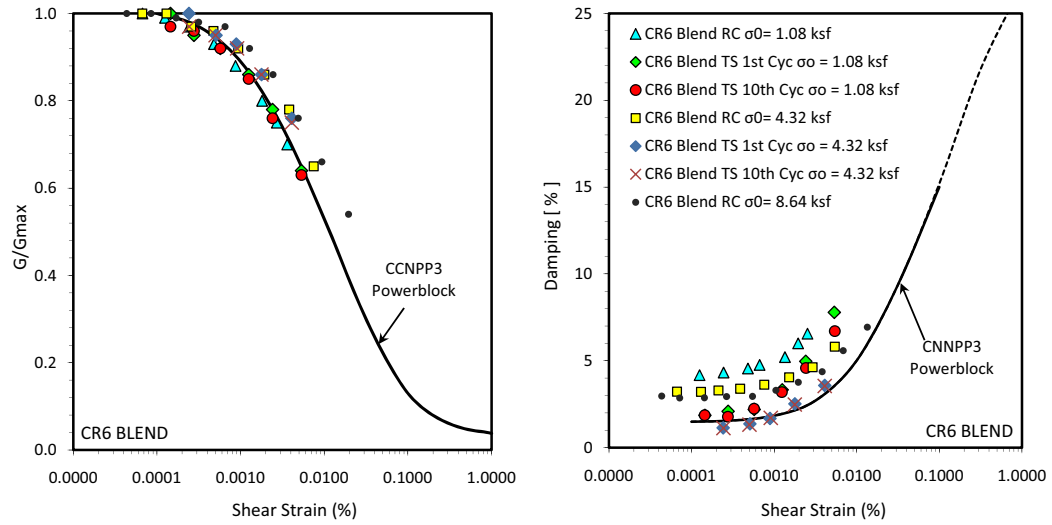 G/Gmax
1.0
0.8
0.6
0.4
0.2
0.0
CCNPP3
Powerblock
CR6 BLEND
0.0000 0.0001 0.0010 0.0100 0.1000 1.0000
Shear Strain (%)
Damping [ % ]
25
20
15
10
5
0
CR6 Blend RC σ0= 1.08 ksf
CR6 Blend TS 1st Cyc σo = 1.08 ksf
CR6 Blend TS 10th Cyc σo = 1.08 ksf
CR6 Blend RC σ0= 4.32 ksf
CR6 Blend TS 1st Cyc σo = 4.32 ksf
CR6 Blend TS 10th Cyc σo = 4.32 ksf
CR6 Blend RC σ0= 8.64 ksf
CNNPP3
Powerblock
CR6 BLEND
0.0000 0.0001 0.0010 0.0100 0.1000 1.0000
Shear Strain (%)